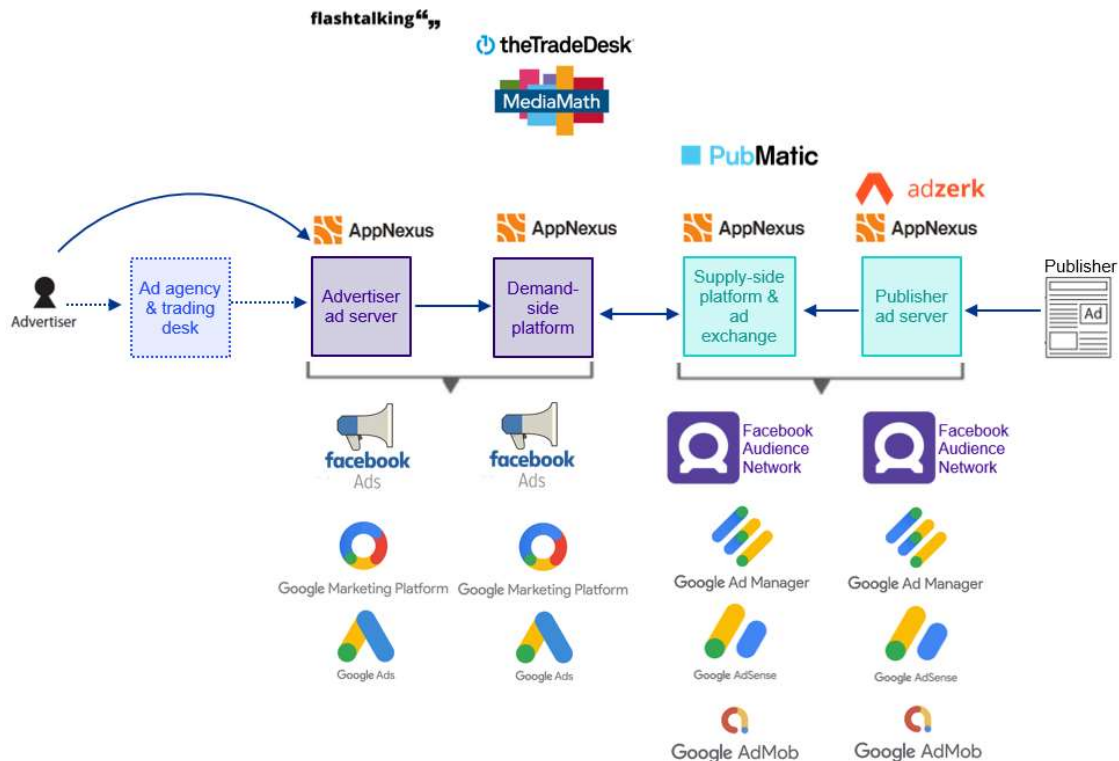 flashtalking“„
theTradeDesk
MediaMath
PubMatic
adzerk
AppNexus
AppNexus
AppNexus
AppNexus
Advertiser
Ad agency
& trading
desk
Advertiser
ad server
Demand-
side
platform
Supply-side
platform &
ad
exchange
Publisher
ad server
Publisher
Ad
facebook
Ads
facebook
Ads
Facebook
Audience
Network
Facebook
Audience
Network
Google Marketing Platform
Google Marketing Platform
Google Ad Manager
Google Ad Manager
Google Ads
Google Ads
Google AdSense
Google AdSense
Google AdMob
Google AdMob